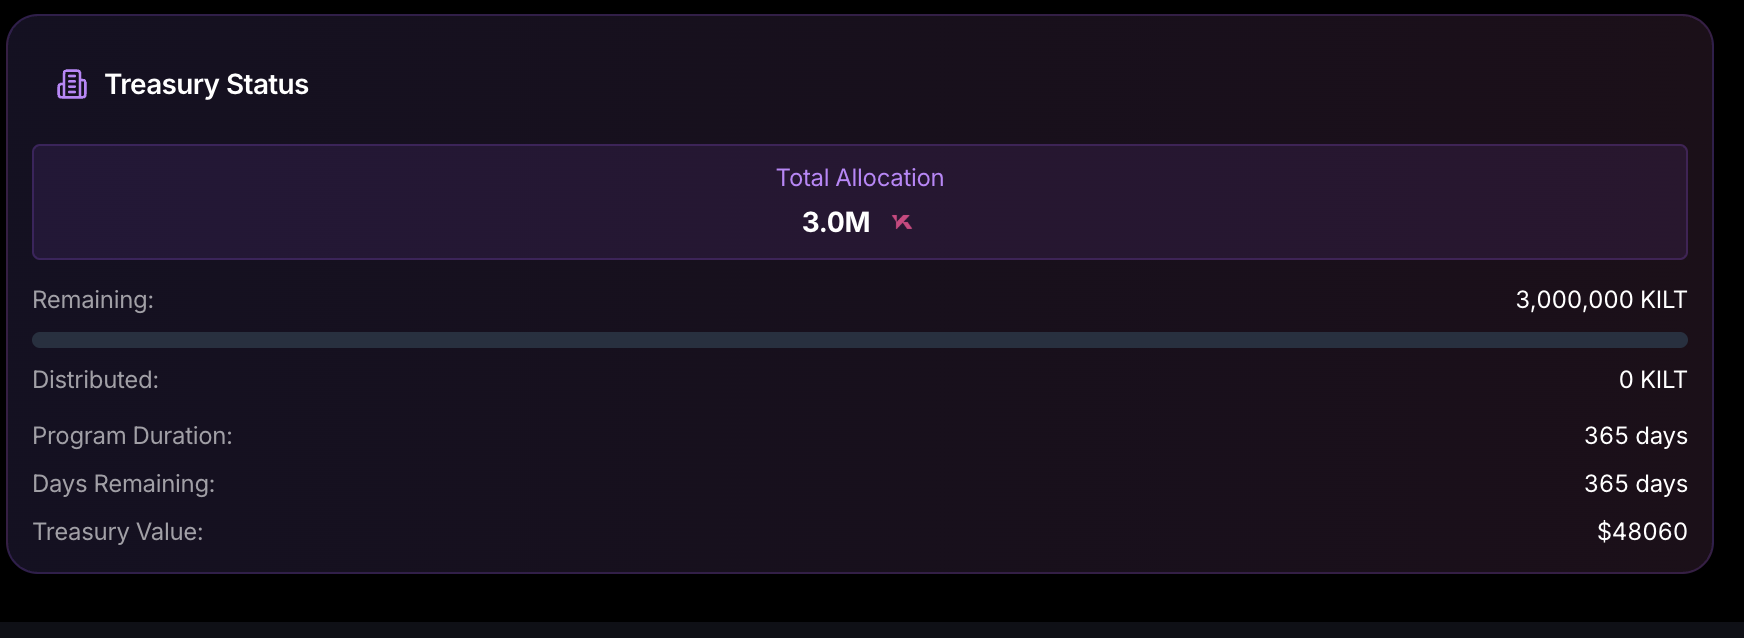 Treasury Status
Total Allocation
3.0M
Remaining: 3,000,000 KILT
Distributed: 0 KILT
Program Duration: 365 days
Days Remaining: 365 days
Treasury Value: $48060